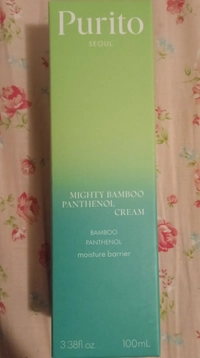 Purito
SEOUL
MIGHTY BAMBOO
PANTHENOL
CREAM
BAMBOO
PANTHENOL
moisture barrier
3.38fl oz 100mL